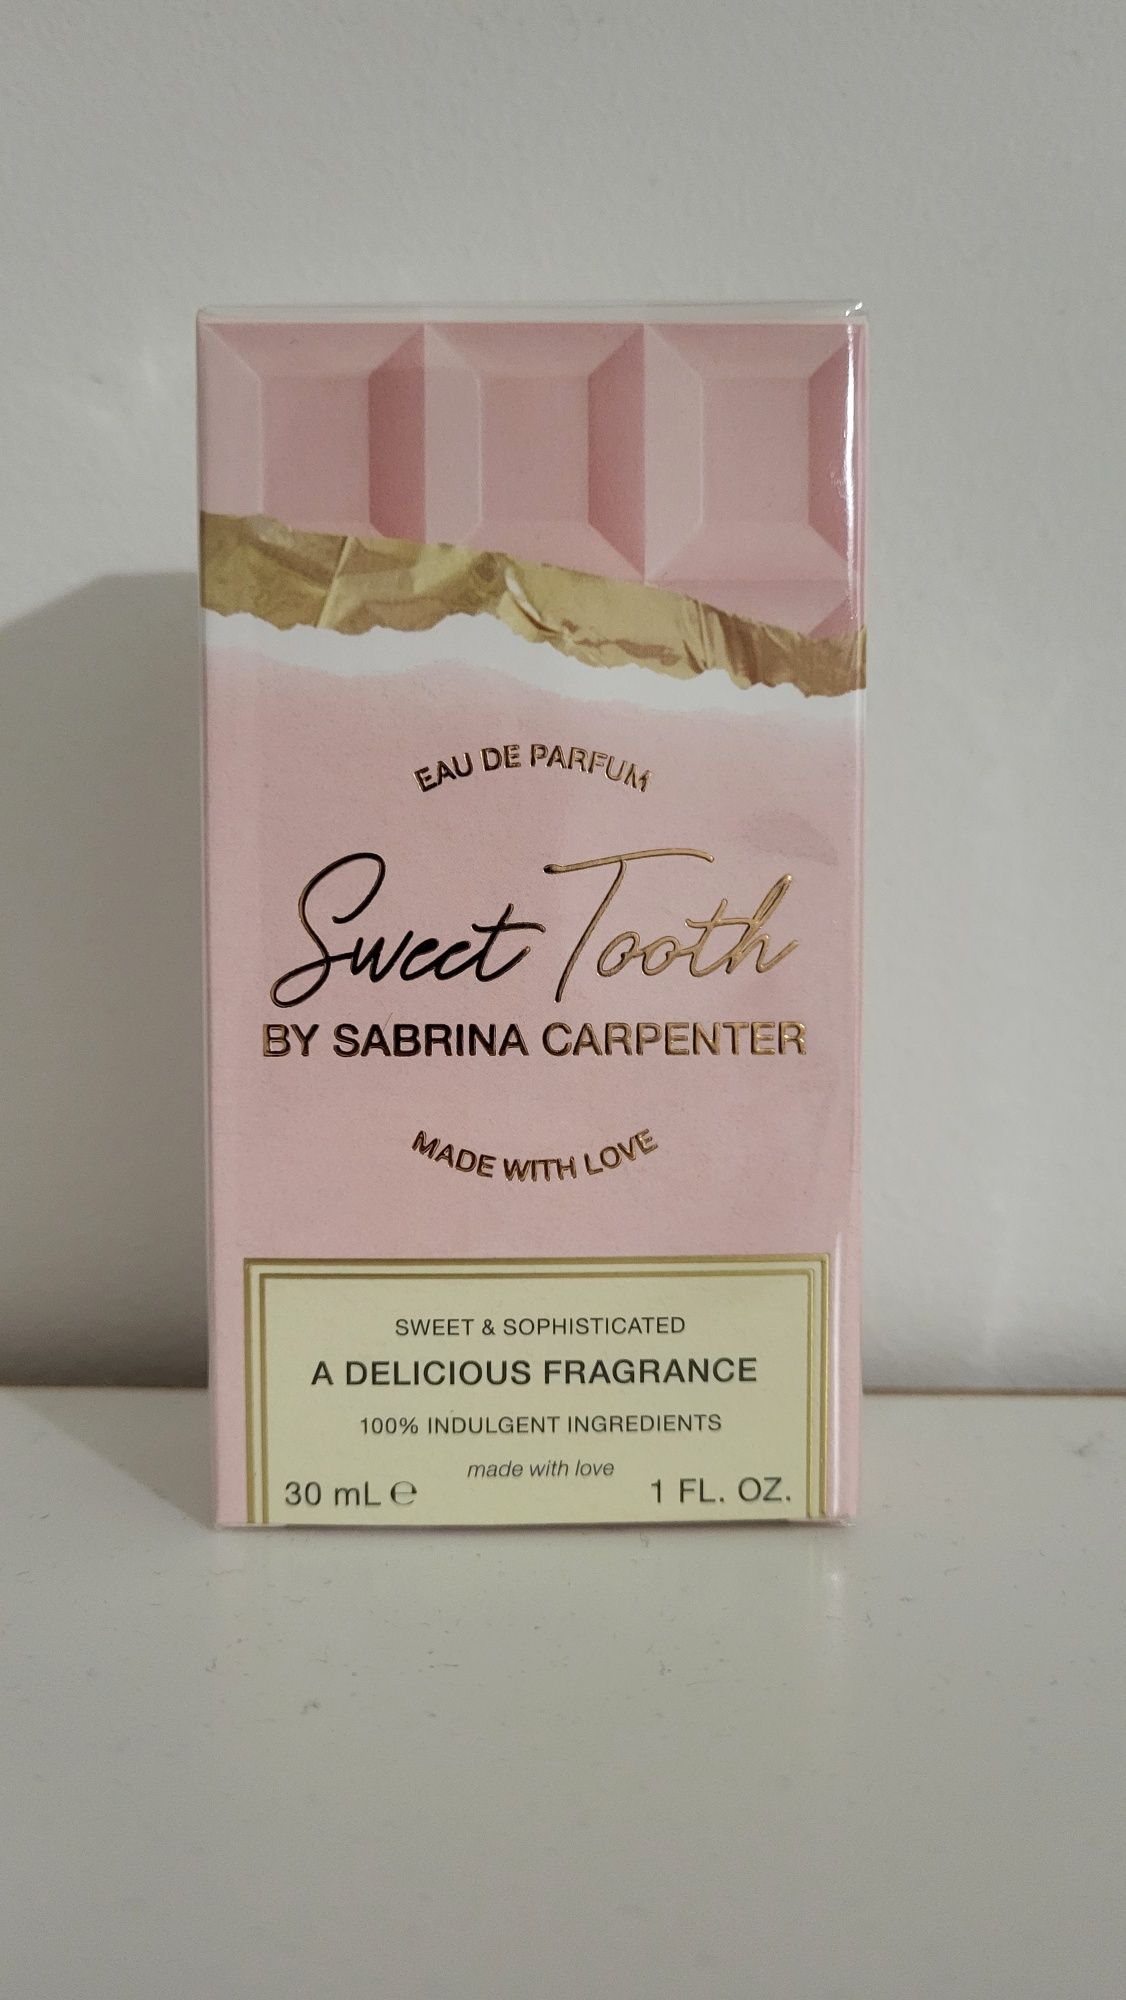 EAU DE PARFUM
Sweet Tooth
BY SABRINA CARPENTER
MADE WITH LOVE
SWEET & SOPHISTICATED
A DELICIOUS FRAGRANCE
100% INDULGENT INGREDIENTS
made with love
30 mL ℮ 1 FL. OZ.